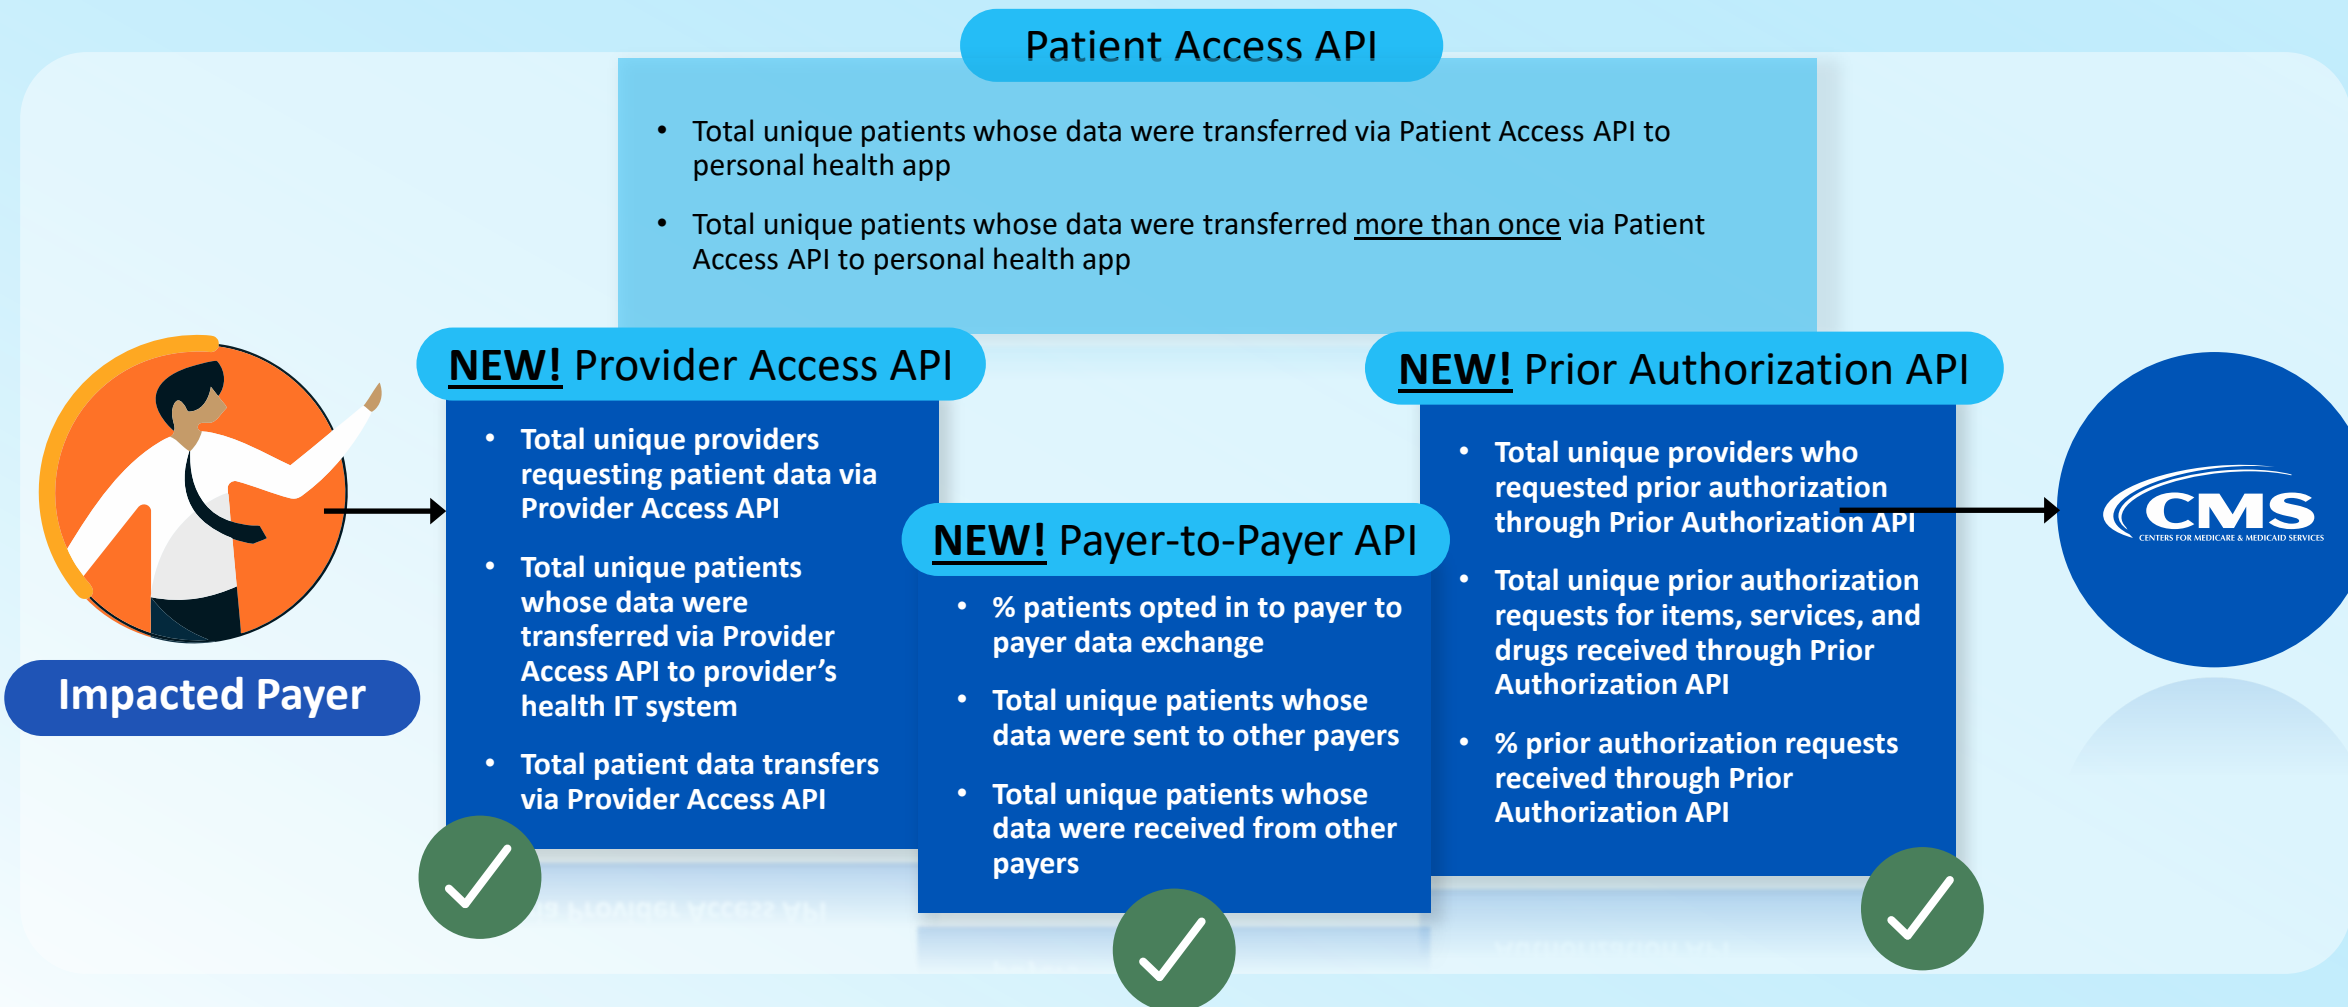 Patient Access API
• Total unique patients whose data were transferred via Patient Access API to
personal health app
• Total unique patients whose data were transferred more than once via Patient
Access API to personal health app
Impacted Payer
NEW! Provider Access API
• Total unique providers
requesting patient data via
Provider Access API
• Total unique patients
whose data were
transferred via Provider
Access API to provider’s
health IT system
• Total patient data transfers
via Provider Access API
NEW! Payer-to-Payer API
• % patients opted in to payer to
payer data exchange
• Total unique patients whose
data were sent to other payers
• Total unique patients whose
data were received from other
payers
NEW! Prior Authorization API
• Total unique providers who
requested prior authorization
through Prior Authorization API
• Total unique prior authorization
requests for items, services, and
drugs received through Prior
Authorization API
• % prior authorization requests
received through Prior
Authorization API
CMS
CENTERS FOR MEDICARE & MEDICAID SERVICES